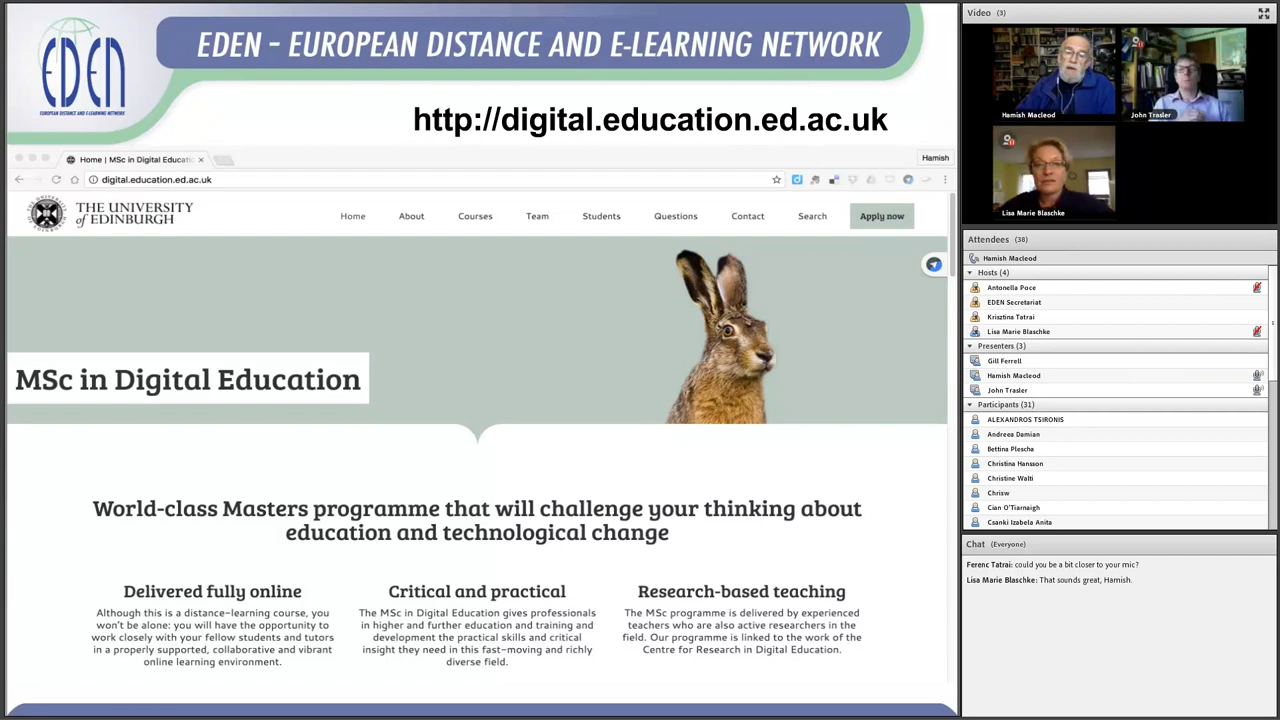 EDEN
EUROPEAN DISTANCE AND E-LEARNING NETWORK
EDEN - EUROPEAN DISTANCE AND E-LEARNING NETWORK
http://digital.education.ed.ac.uk
Home | MSc in Digital Educatio
Hamish
digital.education.ed.ac.uk
THE UNIVERSITY
of EDINBURGH
Home
About
Courses
Team
Students
Questions
Contact
Search
Apply now
MSc in Digital Education
World-class Masters programme that will challenge your thinking about
education and technological change
Delivered fully online
Although this is a distance-learning course, you
won't be alone: you will have the opportunity to
work closely with your fellow students and tutors
in a properly supported, collaborative and vibrant
online learning environment.
Critical and practical
The MSc in Digital Education gives professionals
in higher and further education and training and
development the practical skills and critical
insight they need in this fast-moving and richly
diverse field.
Research-based teaching
The MSc programme is delivered by experienced
teachers who are also active researchers in the
field. Our programme is linked to the work of the
Centre for Research in Digital Education.
Video (3)
Hamish Macleod
John Trasler
Lisa Marie Blaschke
Attendees (38)
Hamish Macleod
Hosts (4)
Antonella Poce
EDEN Secretariat
Krisztina Tatrai
Lisa Marie Blaschke
Presenters (3)
Gill Ferrell
Hamish Macleod
John Trasler
Participants (31)
ALEXANDROS TSIRONIS
Andreea Damian
Bettina Plescha
Christina Hansson
Christine Walti
Chrisw
Cian O'Tiarnaigh
Csanki Izabela Anita
Chat (Everyone)
Ferenc Tatrai: could you be a bit closer to your mic?
Lisa Marie Blaschke: That sounds great, Hamish.